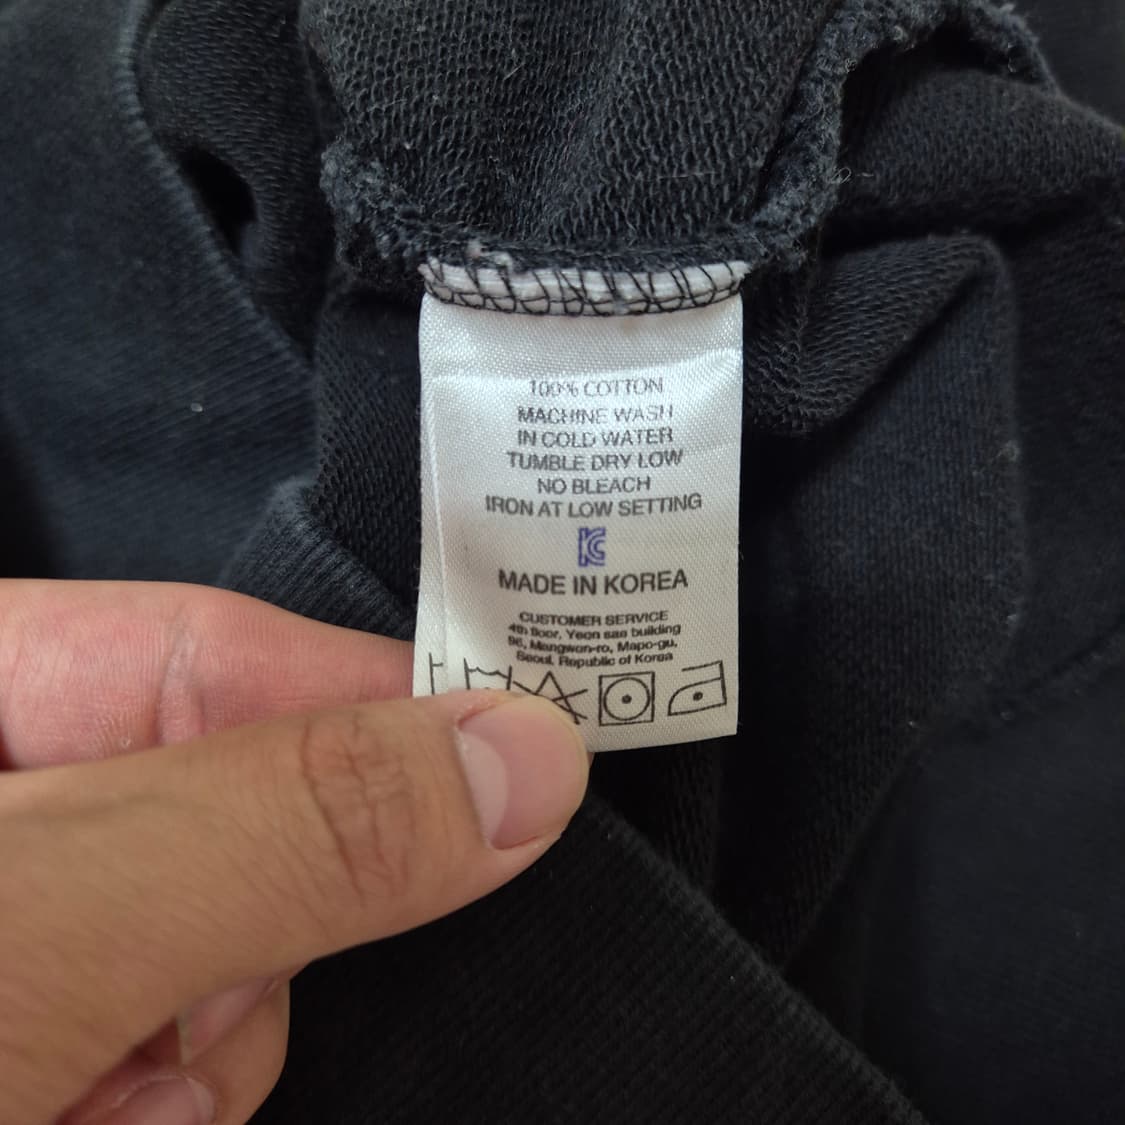 100% COTTON
MACHINE WASH
IN COLD WATER
TUMBLE DRY LOW
NO BLEACH
IRON AT LOW SETTING
KC
MADE IN KOREA
CUSTOMER SERVICE
4th floor, Yeon sae building
96, Mangwon-ro, Mapo-gu,
Seoul, Republic of Korea